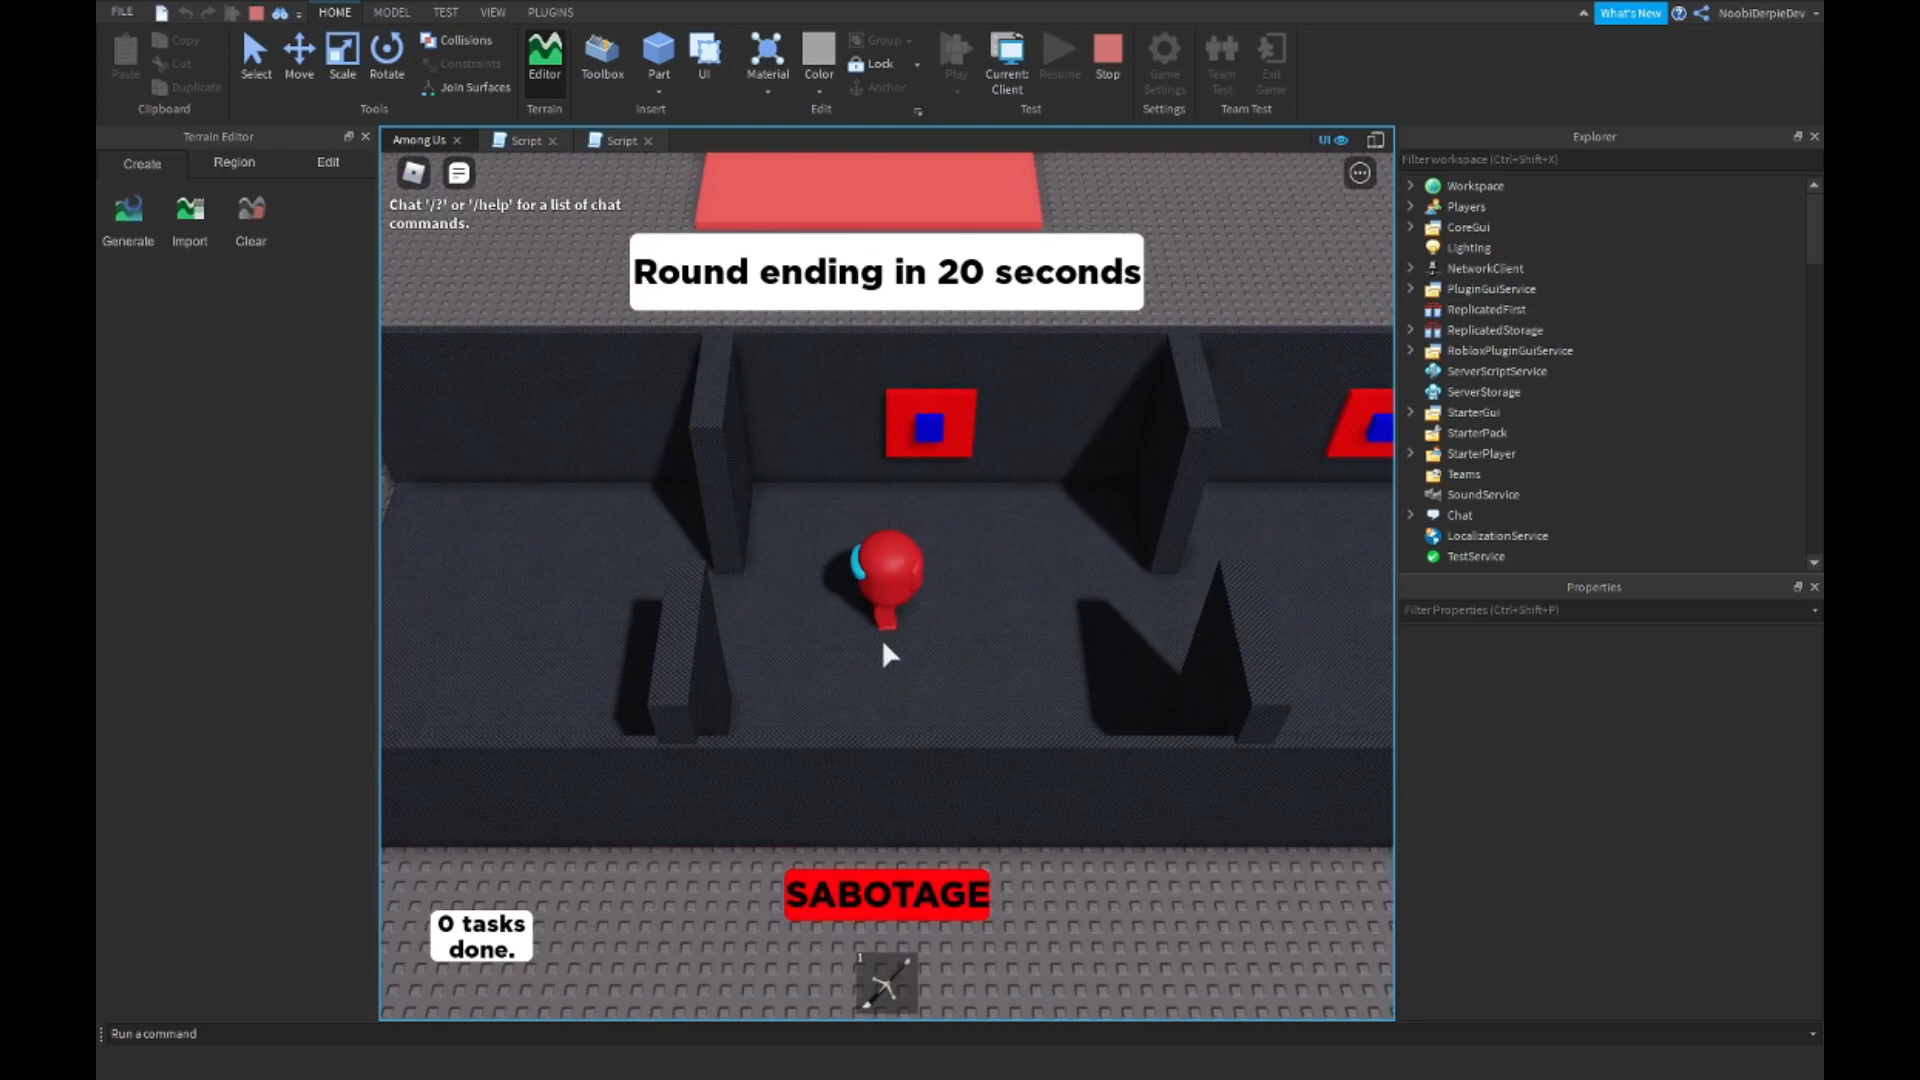 FILE HOME MODEL TEST VIEW PLUGINS What's New NoobiDerpieDev
Copy
Cut
Duplicate
Paste
Clipboard
Select Move Scale Rotate
Collisions
Constraints
Join Surfaces
Tools
Editor
Terrain
Toolbox Part UI
Insert
Material Color
Group
Lock
Anchor
Edit
Play Current: Client Resume Stop
Test
Game Settings
Settings
Team Test Exit Game
Team Test
Terrain Editor
Create Region Edit
Generate Import Clear
Among Us Script Script UI
Chat '/?' or '/help' for a list of chat
commands.
Round ending in 20 seconds
SABOTAGE
0 tasks
done.
1
Explorer
Filter workspace (Ctrl+Shift+X)
Workspace
Players
CoreGui
Lighting
NetworkClient
PluginGuiService
ReplicatedFirst
ReplicatedStorage
RobloxPluginGuiService
ServerScriptService
ServerStorage
StarterGui
StarterPack
StarterPlayer
Teams
SoundService
Chat
LocalizationService
TestService
Properties
Filter Properties (Ctrl+Shift+P)
Run a command